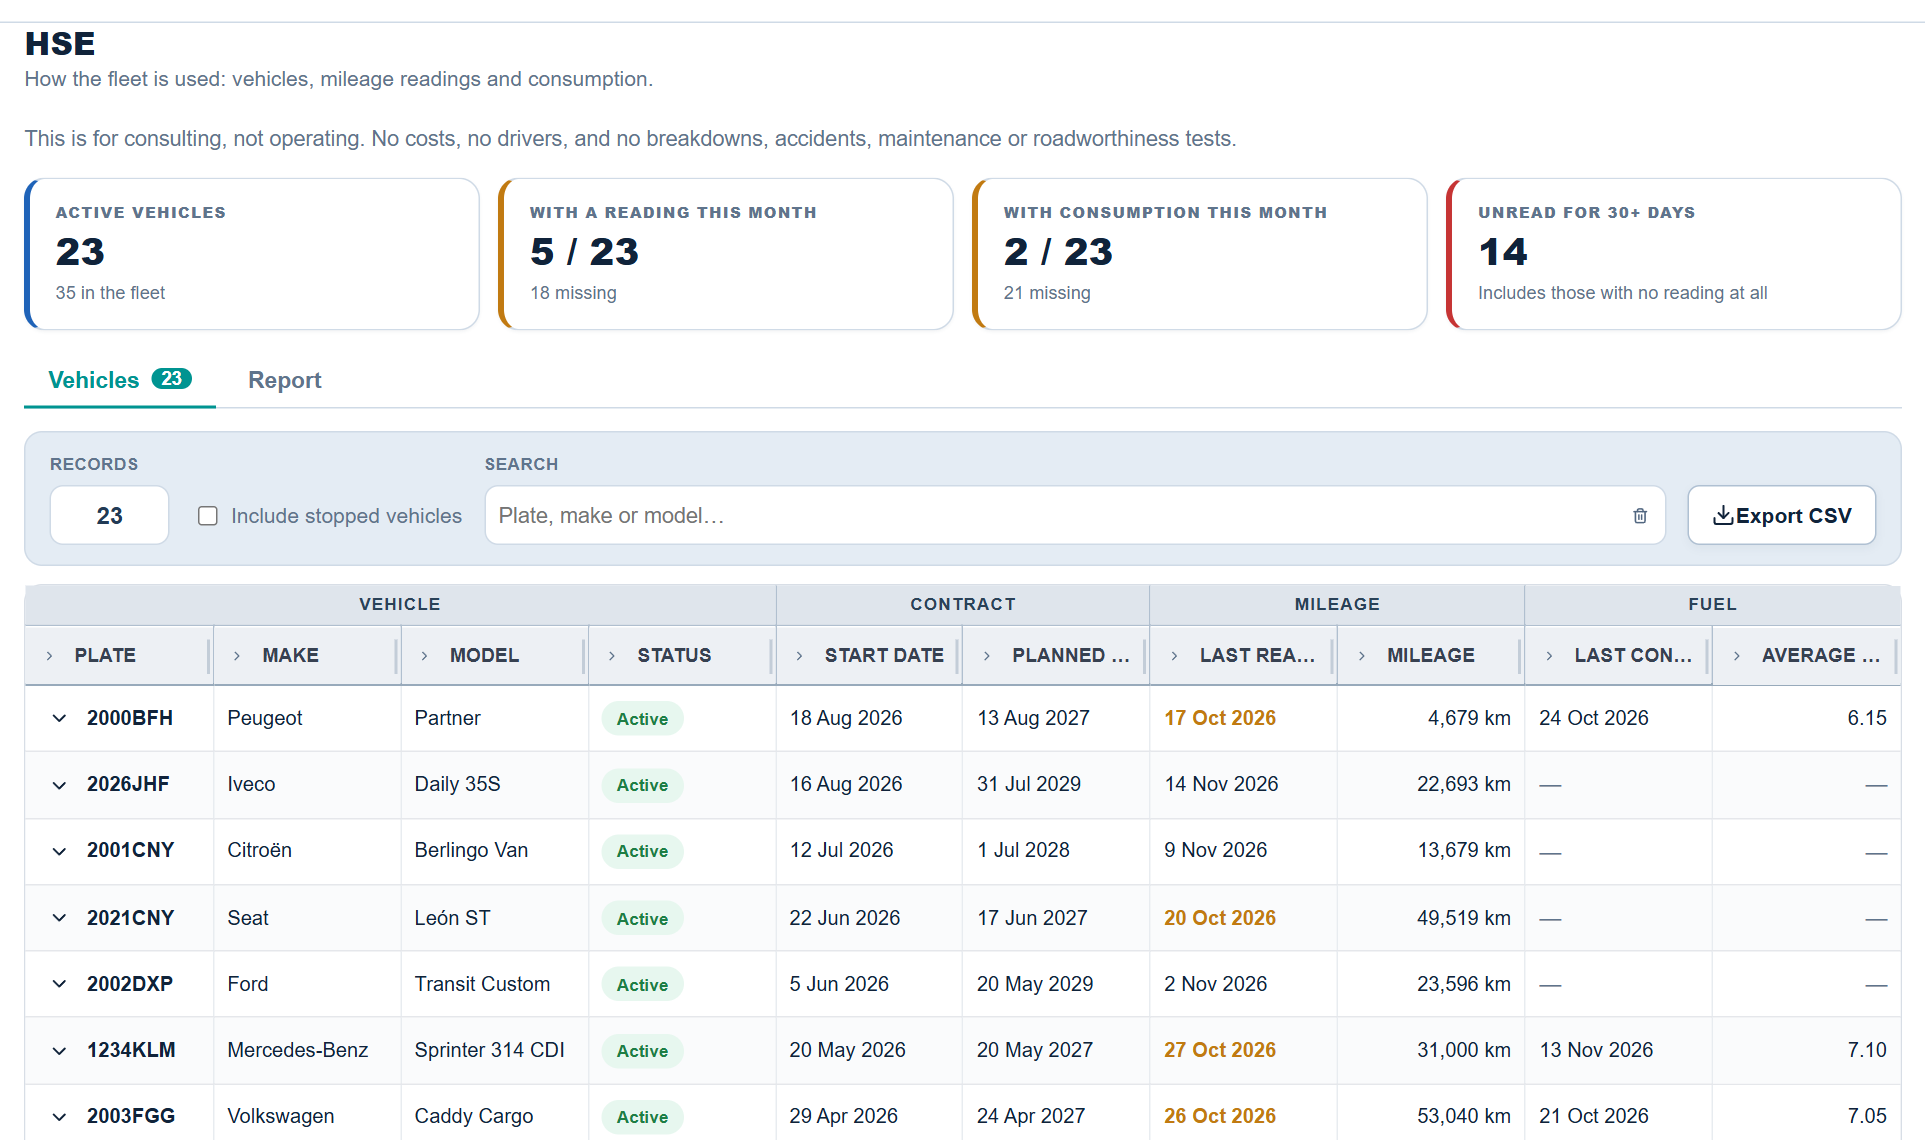 HSE
How the fleet is used: vehicles, mileage readings and consumption.
This is for consulting, not operating. No costs, no drivers, and no breakdowns, accidents, maintenance or roadworthiness tests.
ACTIVE VEHICLES
23
35 in the fleet
WITH A READING THIS MONTH
5 / 23
18 missing
WITH CONSUMPTION THIS MONTH
2 / 23
21 missing
UNREAD FOR 30+ DAYS
14
Includes those with no reading at all
Vehicles 23 Report
RECORDS
23
Include stopped vehicles
SEARCH
Plate, make or model…
Export CSV
VEHICLE CONTRACT MILEAGE FUEL
PLATE MAKE MODEL STATUS START DATE PLANNED … LAST REA… MILEAGE LAST CON… AVERAGE …
2000BFH Peugeot Partner Active 18 Aug 2026 13 Aug 2027 17 Oct 2026 4,679 km 24 Oct 2026 6.15
2026JHF Iveco Daily 35S Active 16 Aug 2026 31 Jul 2029 14 Nov 2026 22,693 km — —
2001CNY Citroën Berlingo Van Active 12 Jul 2026 1 Jul 2028 9 Nov 2026 13,679 km — —
2021CNY Seat León ST Active 22 Jun 2026 17 Jun 2027 20 Oct 2026 49,519 km — —
2002DXP Ford Transit Custom Active 5 Jun 2026 20 May 2029 2 Nov 2026 23,596 km — —
1234KLM Mercedes-Benz Sprinter 314 CDI Active 20 May 2026 20 May 2027 27 Oct 2026 31,000 km 13 Nov 2026 7.10
2003FGG Volkswagen Caddy Cargo Active 29 Apr 2026 24 Apr 2027 26 Oct 2026 53,040 km 21 Oct 2026 7.05